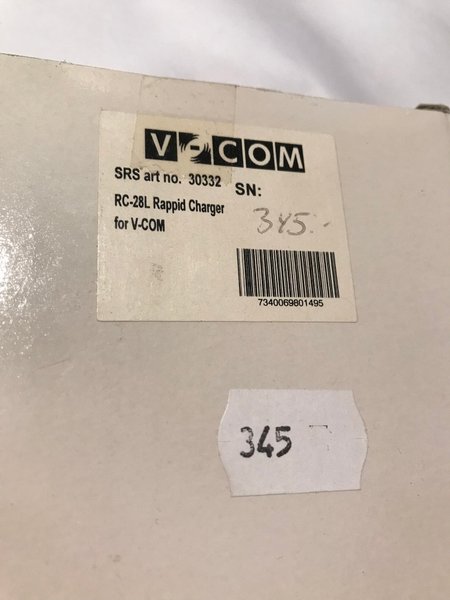 V-COM
SRS art no. 30332 SN:
RC-28L Rappid Charger
for V-COM
345:-
7340069801495
345